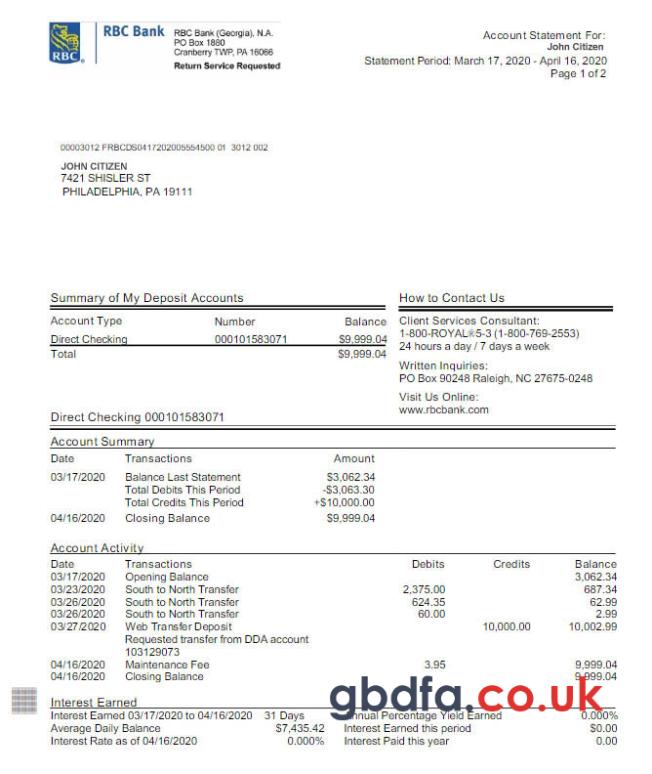 RBC Bank
RBC
RBC Bank (Georgia), N.A.
PO Box 1880
Cranberry TWP, PA 16066
Return Service Requested
Account Statement For:
John Citizen
Statement Period: March 17, 2020 - April 16, 2020
Page 1 of 2
00003012 FRBCDS0417202005554500 01 3012 002
JOHN CITIZEN
7421 SHISLER ST
PHILADELPHIA, PA 19111
Summary of My Deposit Accounts
Account Type Number Balance
Direct Checking 000101583071 $9,999.04
Total $9,999.04
How to Contact Us
Client Services Consultant:
1-800-ROYAL®5-3 (1-800-769-2553)
24 hours a day / 7 days a week
Written Inquiries:
PO Box 90248 Raleigh, NC 27675-0248
Visit Us Online:
www.rbcbank.com
Direct Checking 000101583071
Account Summary
Date Transactions Amount
03/17/2020 Balance Last Statement $3,062.34
Total Debits This Period -$3,063.30
Total Credits This Period +$10,000.00
04/16/2020 Closing Balance $9,999.04
Account Activity
Date Transactions Debits Credits Balance
03/17/2020 Opening Balance 3,062.34
03/23/2020 South to North Transfer 2,375.00 687.34
03/26/2020 South to North Transfer 624.35 62.99
03/26/2020 South to North Transfer 60.00 2.99
03/27/2020 Web Transfer Deposit 10,000.00 10,002.99
Requested transfer from DDA account
103129073
04/16/2020 Maintenance Fee 3.95 9,999.04
04/16/2020 Closing Balance 9,999.04
gbdfa.co.uk
Interest Earned
Interest Earned 03/17/2020 to 04/16/2020 31 Days Annual Percentage Yield Earned 0.000%
Average Daily Balance $7,435.42 Interest Earned this period $0.00
Interest Rate as of 04/16/2020 0.000% Interest Paid this year 0.00